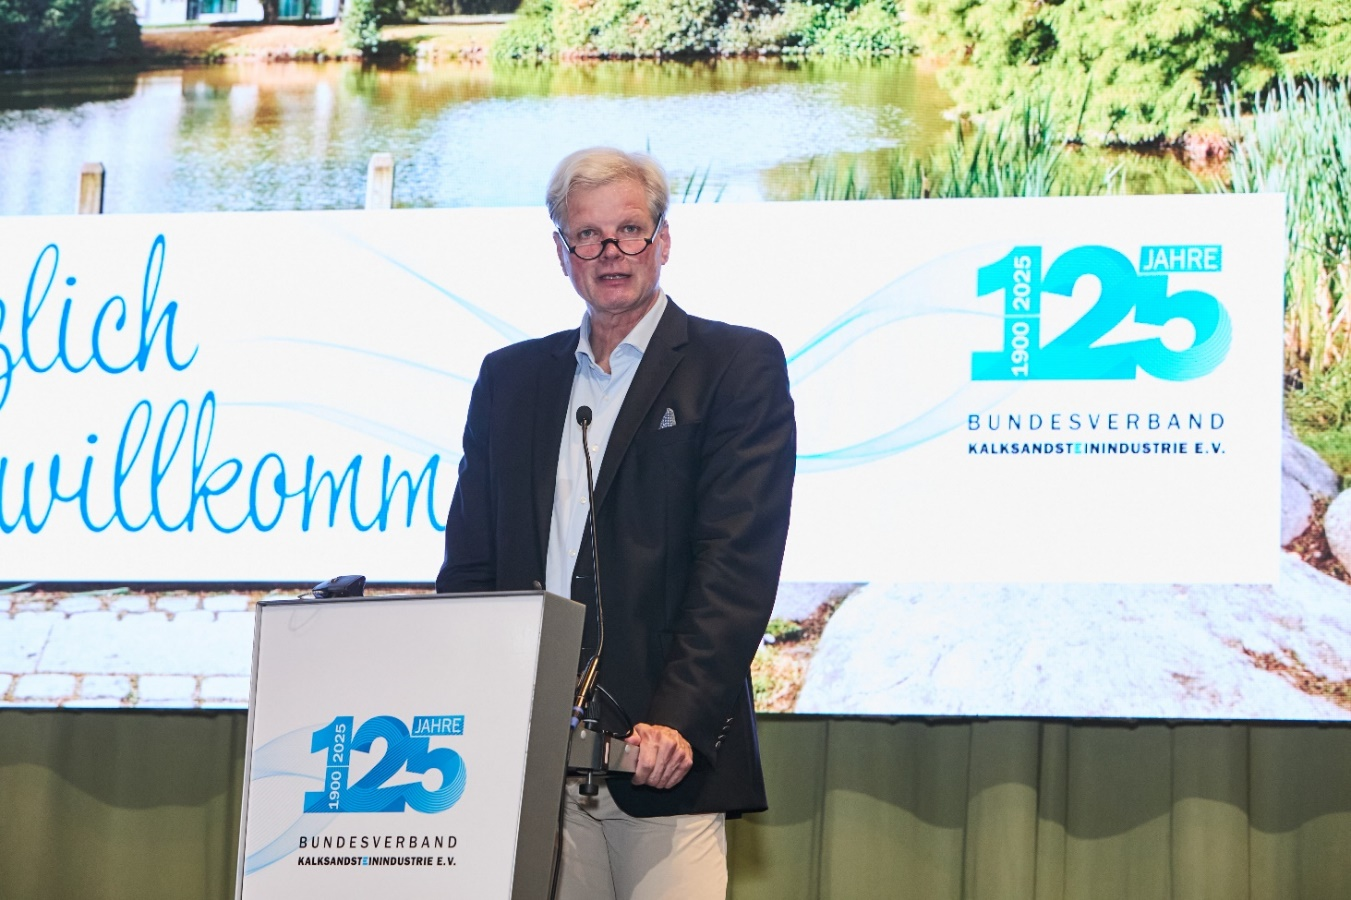 zlich
willkomm
125 JAHRE
1900 | 2025
BUNDESVERBAND
KALKSANDSTEININDUSTRIE E.V.
125 JAHRE
1900 | 2025
BUNDESVERBAND
KALKSANDSTEININDUSTRIE E.V.